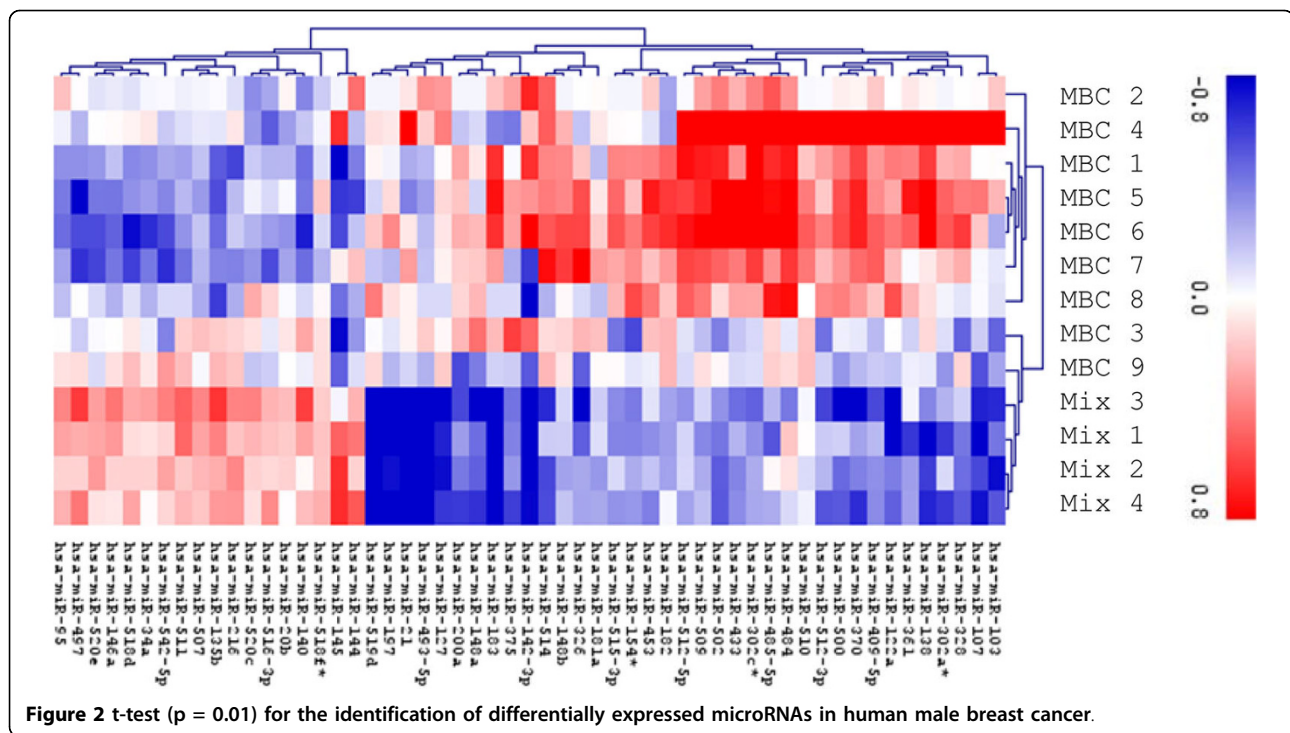 MBC 2
MBC 4
MBC 1
MBC 5
MBC 6
MBC 7
MBC 8
MBC 3
MBC 9
Mix 3
Mix 1
Mix 2
Mix 4
-0.8
0.0
0.8
hsa-miR-95
hsa-miR-497
hsa-miR-520e
hsa-miR-146a
hsa-miR-518d
hsa-miR-34a
hsa-miR-542-5p
hsa-miR-511
hsa-miR-507
hsa-miR-135b
hsa-miR-216
hsa-miR-520c
hsa-miR-516-3p
hsa-miR-20b
hsa-miR-140
hsa-miR-518f*
hsa-miR-145
hsa-miR-144
hsa-miR-519d
hsa-miR-197
hsa-miR-21
hsa-miR-493-5p
hsa-miR-127
hsa-miR-200a
hsa-miR-148a
hsa-miR-183
hsa-miR-375
hsa-miR-142-3p
hsa-miR-514
hsa-miR-148b
hsa-miR-326
hsa-miR-181a
hsa-miR-515-3p
hsa-miR-154*
hsa-miR-453
hsa-miR-182
hsa-miR-512-5p
hsa-miR-509
hsa-miR-502
hsa-miR-433
hsa-miR-302c*
hsa-miR-485-5p
hsa-miR-484
hsa-miR-510
hsa-miR-512-3p
hsa-miR-500
hsa-miR-370
hsa-miR-409-5p
hsa-miR-122a
hsa-miR-361
hsa-miR-138
hsa-miR-302a*
hsa-miR-328
hsa-miR-107
hsa-miR-103
Figure 2 t-test (p = 0.01) for the identification of differentially expressed microRNAs in human male breast cancer.